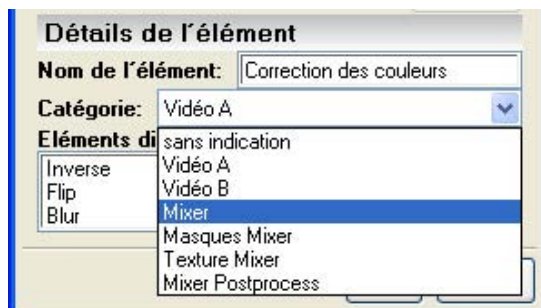 Détails de l'élément
Nom de l'élément: Correction des couleurs
Catégorie: Vidéo A
Eléments di
sans indication
Vidéo A
Vidéo B
Mixer
Masques Mixer
Texture Mixer
Mixer Postprocess
Inverse
Flip
Blur